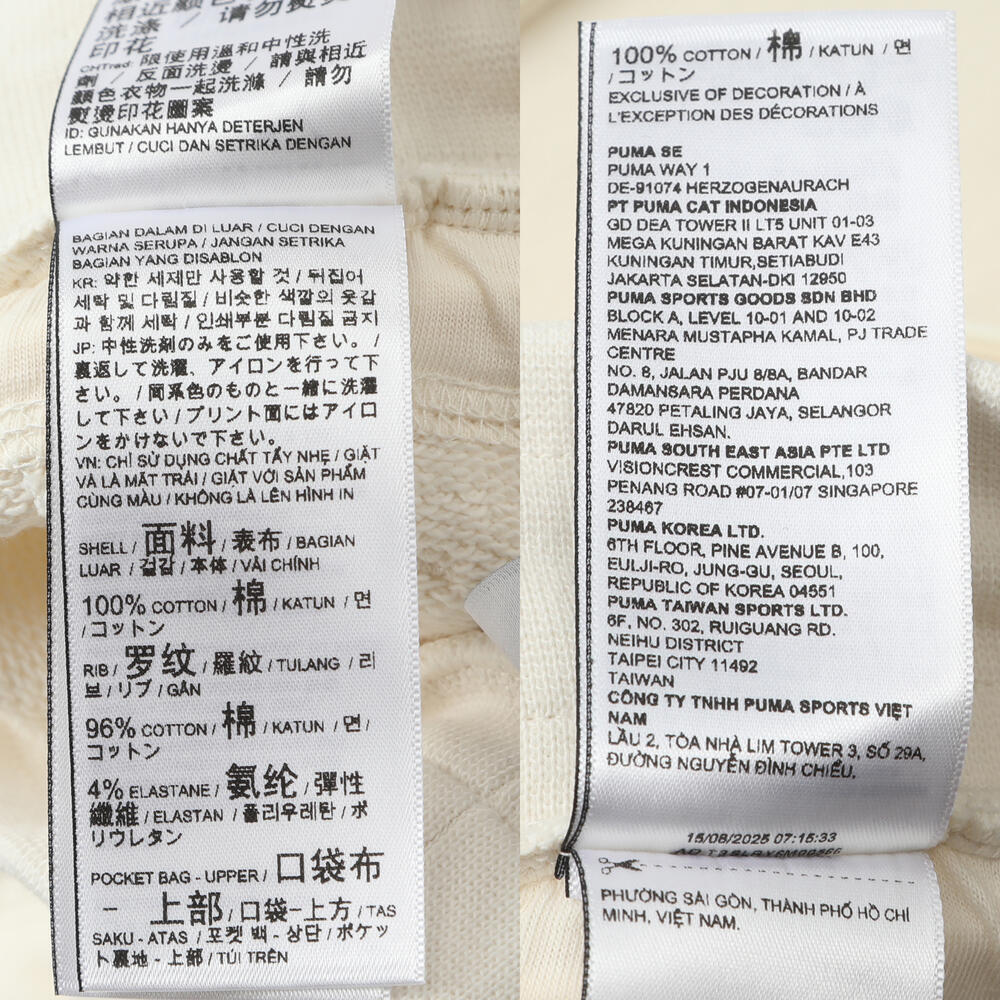 相近颜色
洗涤 / 请勿熨烫
印花
CHTrad: 限使用溫和中性洗
劑 / 反面洗燙 / 請與相近
顏色衣物一起洗滌 / 請勿
熨燙印花圖案
ID: GUNAKAN HANYA DETERJEN
LEMBUT / CUCI DAN SETRIKA DENGAN
BAGIAN DALAM DI LUAR / CUCI DENGAN
WARNA SERUPA / JANGAN SETRIKA
BAGIAN YANG DISABLON
KR: 약한 세제만 사용할 것 / 뒤집어
세탁 및 다림질 / 비슷한 색깔의 옷감
과 함께 세탁 / 인쇄부분 다림질 금지
JP: 中性洗剤のみをご使用下さい。 /
裏返して洗濯、アイロンを行って下
さい。 / 同系色のものと一緒に洗濯
して下さい / プリント面にはアイロ
ンをかけないで下さい。
VN: CHỈ SỬ DỤNG CHẤT TẨY NHẸ / GIẶT
VÀ LÀ MẶT TRÁI / GIẶT VỚI SẢN PHẨM
CÙNG MÀU / KHÔNG LÀ LÊN HÌNH IN
SHELL / 面料 / 表布 / BAGIAN
LUAR / 겉감 / 本体 / VẢI CHÍNH
100% COTTON / 棉 / KATUN / 면
/ コットン
RIB / 罗纹 / 羅紋 / TULANG / 리
브 / リブ / GÂN
96% COTTON / 棉 / KATUN / 면 /
コットン
4% ELASTANE / 氨纶 / 彈性
纖維 / ELASTAN / 폴리우레탄 / ポ
リウレタン
POCKET BAG - UPPER / 口袋布
- 上部 / 口袋-上方 / TAS
SAKU - ATAS / 포켓 백 - 상단 / ポケッ
ト裏地 - 上部 / TÚI TRÊN
100% COTTON / 棉 / KATUN / 면
/ コットン
EXCLUSIVE OF DECORATION / À
L'EXCEPTION DES DÉCORATIONS
PUMA SE
PUMA WAY 1
DE-91074 HERZOGENAURACH
PT PUMA CAT INDONESIA
GD DEA TOWER II LT5 UNIT 01-03
MEGA KUNINGAN BARAT KAV E43
KUNINGAN TIMUR,SETIABUDI
JAKARTA SELATAN-DKI 12950
PUMA SPORTS GOODS SDN BHD
BLOCK A, LEVEL 10-01 AND 10-02
MENARA MUSTAPHA KAMAL, PJ TRADE
CENTRE
NO. 8, JALAN PJU 8/8A, BANDAR
DAMANSARA PERDANA
47820 PETALING JAYA, SELANGOR
DARUL EHSAN.
PUMA SOUTH EAST ASIA PTE LTD
VISIONCREST COMMERCIAL,103
PENANG ROAD #07-01/07 SINGAPORE
238467
PUMA KOREA LTD.
6TH FLOOR, PINE AVENUE B, 100,
EULJI-RO, JUNG-GU, SEOUL,
REPUBLIC OF KOREA 04551
PUMA TAIWAN SPORTS LTD.
6F, NO. 302, RUIGUANG RD.
NEIHU DISTRICT
TAIPEI CITY 11492
TAIWAN
CÔNG TY TNHH PUMA SPORTS VIỆT
NAM
LẦU 2, TÒA NHÀ LIM TOWER 3, SỐ 29A,
ĐƯỜNG NGUYỄN ĐÌNH CHIỂU,
15/08/2025 07:15:33
PHƯỜNG SÀI GÒN, THÀNH PHỐ HỒ CHÍ
MINH, VIỆT NAM.